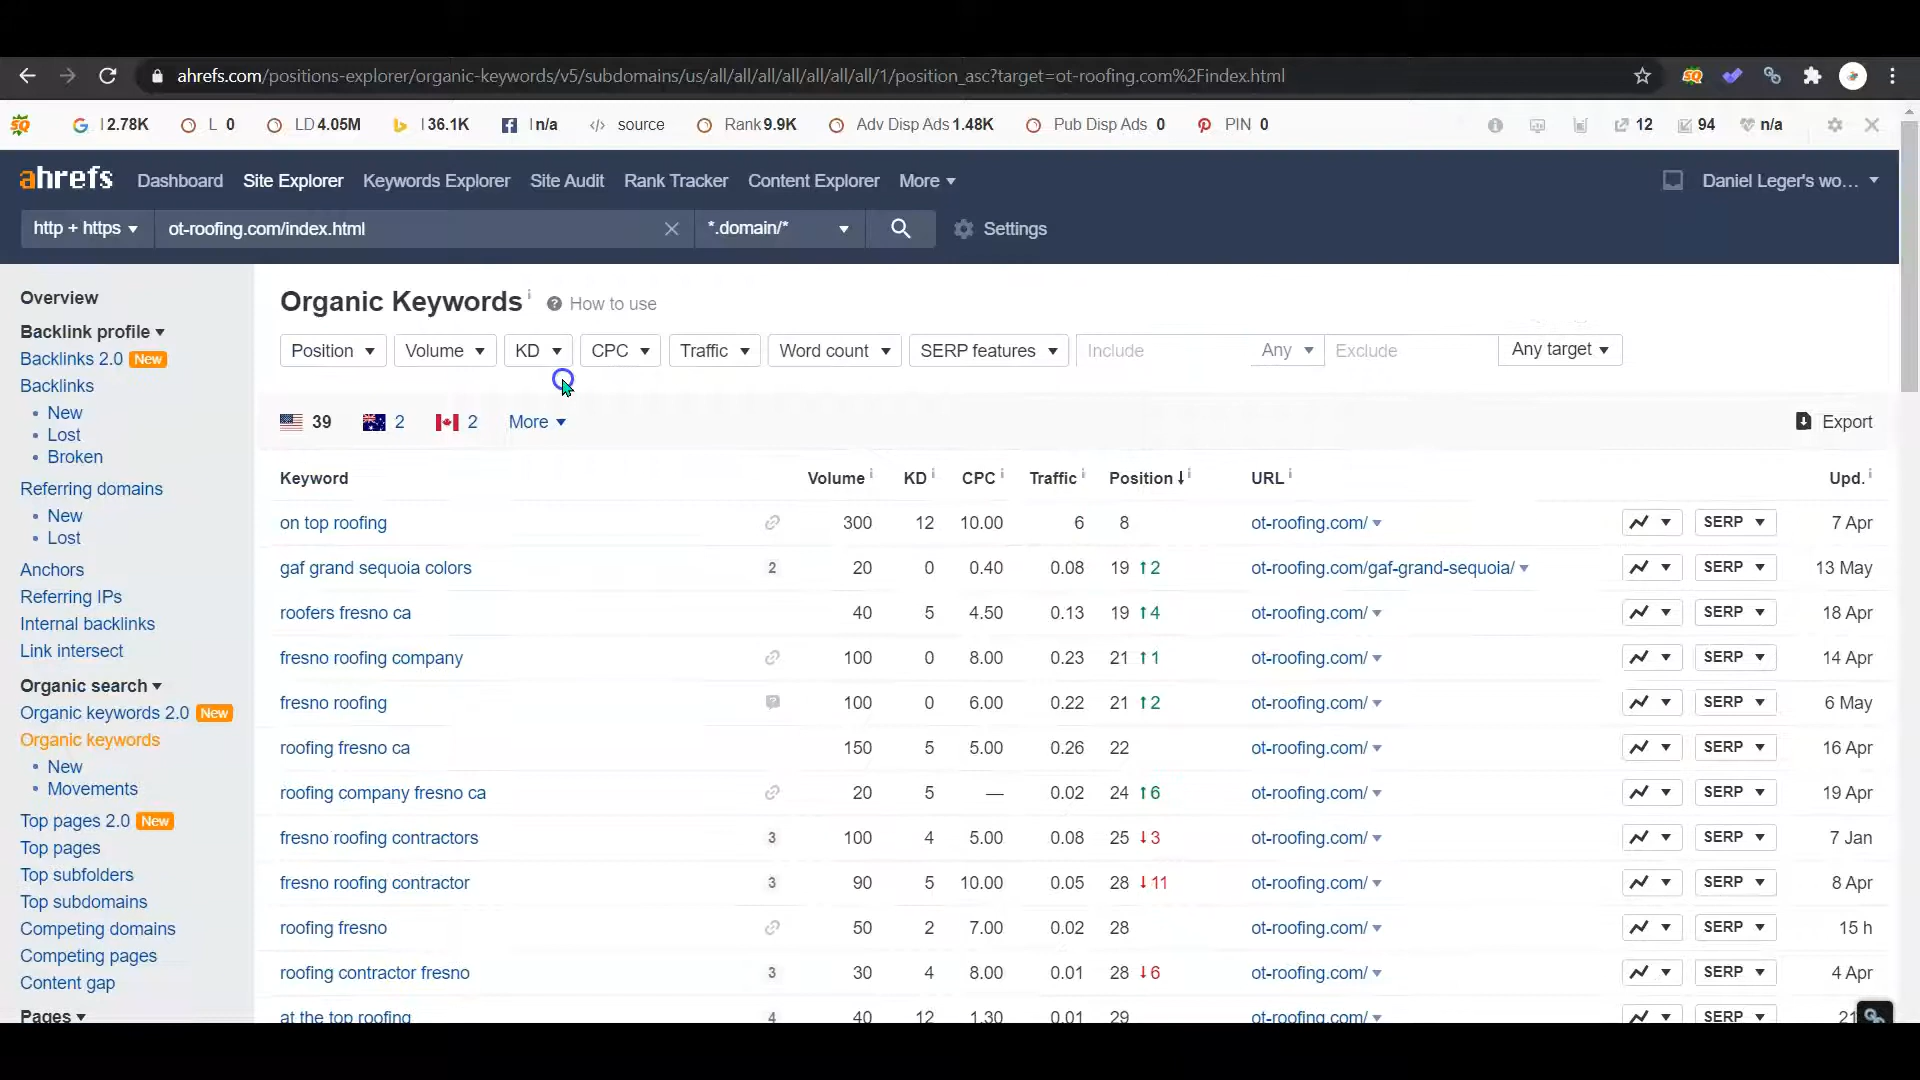 ahrefs.com/positions-explorer/organic-keywords/v5/subdomains/us/all/all/all/all/all/all/all/1/position_asc?target=ot-roofing.com%2Findex.html
SQ
SQ I 2.78K L 0 LD 4.05M I 36.1K I n/a source Rank 9.9K Adv Disp Ads 1.48K Pub Disp Ads 0 PIN 0 12 94 n/a
ahrefs Dashboard Site Explorer Keywords Explorer Site Audit Rank Tracker Content Explorer More Daniel Leger's wo...
http + https ot-roofing.com/index.html *.domain/* Settings
Overview
Backlink profile
Backlinks 2.0 New
Backlinks
New
Lost
Broken
Referring domains
New
Lost
Anchors
Referring IPs
Internal backlinks
Link intersect
Organic search
Organic keywords 2.0 New
Organic keywords
New
Movements
Top pages 2.0 New
Top pages
Top subfolders
Top subdomains
Competing domains
Competing pages
Content gap
Pages
Organic Keywords i How to use
Position Volume KD CPC Traffic Word count SERP features Include Any Exclude Any target
39 2 2 More Export
Keyword Volume i KD i CPC i Traffic i Position ↓ i URL i Upd. i
on top roofing 300 12 10.00 6 8 ot-roofing.com/ SERP 7 Apr
gaf grand sequoia colors 2 20 0 0.40 0.08 19 ↑2 ot-roofing.com/gaf-grand-sequoia/ SERP 13 May
roofers fresno ca 40 5 4.50 0.13 19 ↑4 ot-roofing.com/ SERP 18 Apr
fresno roofing company 100 0 8.00 0.23 21 ↑1 ot-roofing.com/ SERP 14 Apr
fresno roofing 100 0 6.00 0.22 21 ↑2 ot-roofing.com/ SERP 6 May
roofing fresno ca 150 5 5.00 0.26 22 ot-roofing.com/ SERP 16 Apr
roofing company fresno ca 20 5 — 0.02 24 ↑6 ot-roofing.com/ SERP 19 Apr
fresno roofing contractors 3 100 4 5.00 0.08 25 ↓3 ot-roofing.com/ SERP 7 Jan
fresno roofing contractor 3 90 5 10.00 0.05 28 ↓11 ot-roofing.com/ SERP 8 Apr
roofing fresno 50 2 7.00 0.02 28 ot-roofing.com/ SERP 15 h
roofing contractor fresno 3 30 4 8.00 0.01 28 ↓6 ot-roofing.com/ SERP 4 Apr
at the top roofing 4 40 12 1.30 0.01 29 ot-roofing.com/ SERP